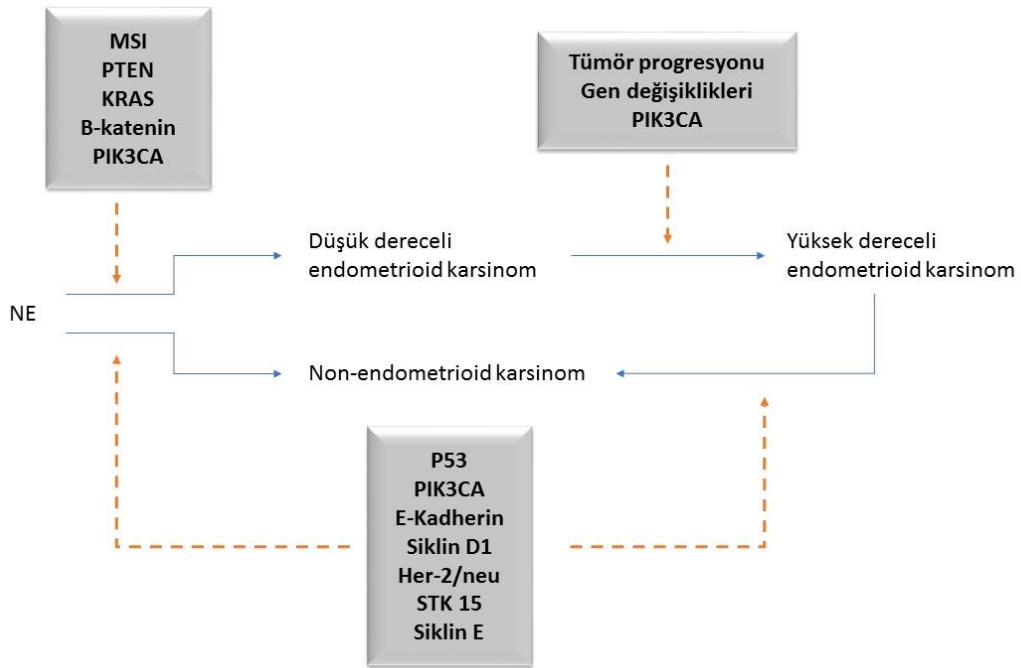 MSI
PTEN
KRAS
B-katenin
PIK3CA
Tümör progresyonu
Gen değişiklikleri
PIK3CA
Düşük dereceli
endometrioid karsinom
Yüksek dereceli
endometrioid karsinom
NE
Non-endometrioid karsinom
P53
PIK3CA
E-Kadherin
Siklin D1
Her-2/neu
STK 15
Siklin E